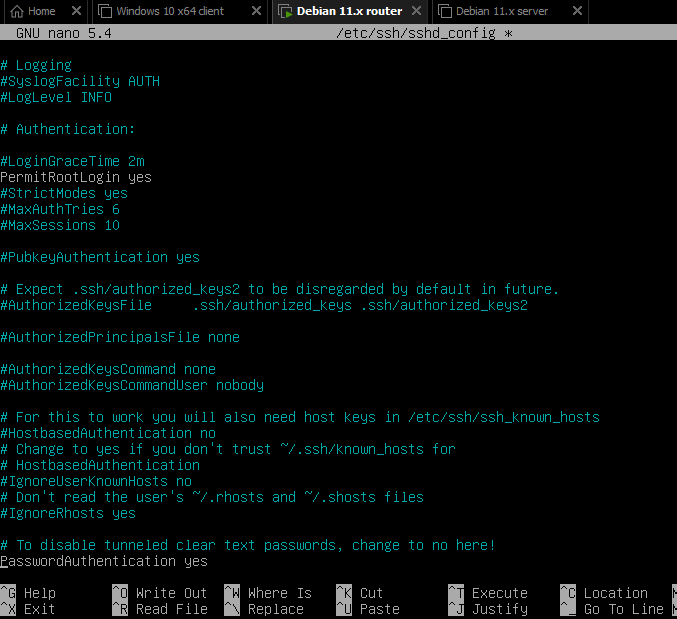 Home Windows 10 x64 client Debian 11.x router Debian 11.x server
GNU nano 5.4 /etc/ssh/sshd_config *
# Logging
#SyslogFacility AUTH
#LogLevel INFO
# Authentication:
#LoginGraceTime 2m
PermitRootLogin yes
#StrictModes yes
#MaxAuthTries 6
#MaxSessions 10
#PubkeyAuthentication yes
# Expect .ssh/authorized_keys2 to be disregarded by default in future.
#AuthorizedKeysFile .ssh/authorized_keys .ssh/authorized_keys2
#AuthorizedPrincipalsFile none
#AuthorizedKeysCommand none
#AuthorizedKeysCommandUser nobody
# For this to work you will also need host keys in /etc/ssh/ssh_known_hosts
#HostbasedAuthentication no
# Change to yes if you don't trust ~/.ssh/known_hosts for
# HostbasedAuthentication
#IgnoreUserKnownHosts no
# Don't read the user's ~/.rhosts and ~/.shosts files
#IgnoreRhosts yes
# To disable tunneled clear text passwords, change to no here!
PasswordAuthentication yes
^G Help ^O Write Out ^W Where Is ^K Cut ^T Execute ^C Location M
^X Exit ^R Read File ^\ Replace ^U Paste ^J Justify ^_ Go To Line M